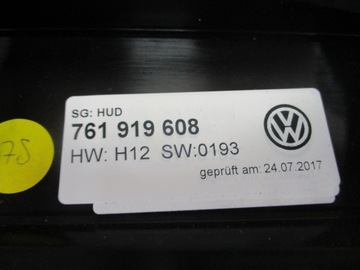 SG: HUD
761 919 608
HW: H12 SW:0193
geprüft am: 24.07.2017